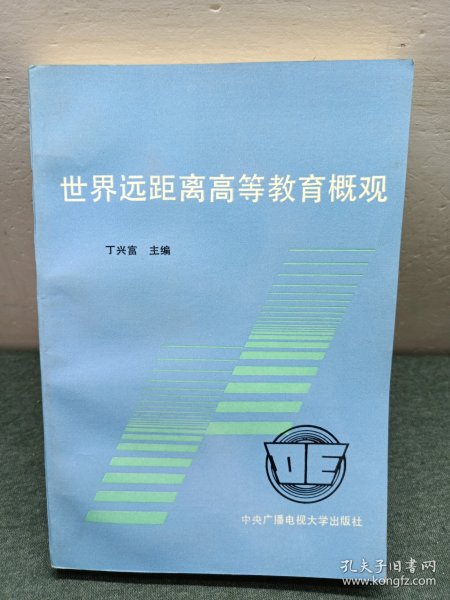 世界远距离高等教育概观
丁兴富 主编
DE
中央广播电视大学出版社
孔夫子旧书网
www.kongfz.com